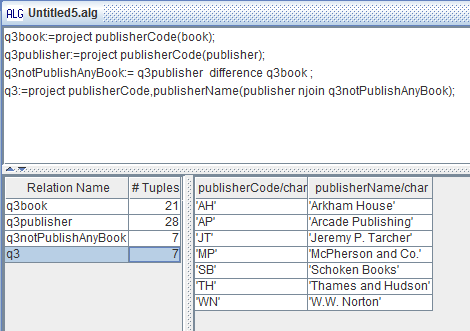 ALG Untitled5.alg
q3book:=project publisherCode(book);
q3publisher:=project publisherCode(publisher);
q3notPublishAnyBook:= q3publisher  difference q3book ;
q3:=project publisherCode,publisherName(publisher njoin q3notPublishAnyBook);
Relation Name # Tuples
q3book 21
q3publisher 28
q3notPublishAnyBook 7
q3 7
publisherCode/char publisherName/char
'AH' 'Arkham House'
'AP' 'Arcade Publishing'
'JT' 'Jeremy P. Tarcher'
'MP' 'McPherson and Co.'
'SB' 'Schoken Books'
'TH' 'Thames and Hudson'
'WN' 'W.W. Norton'